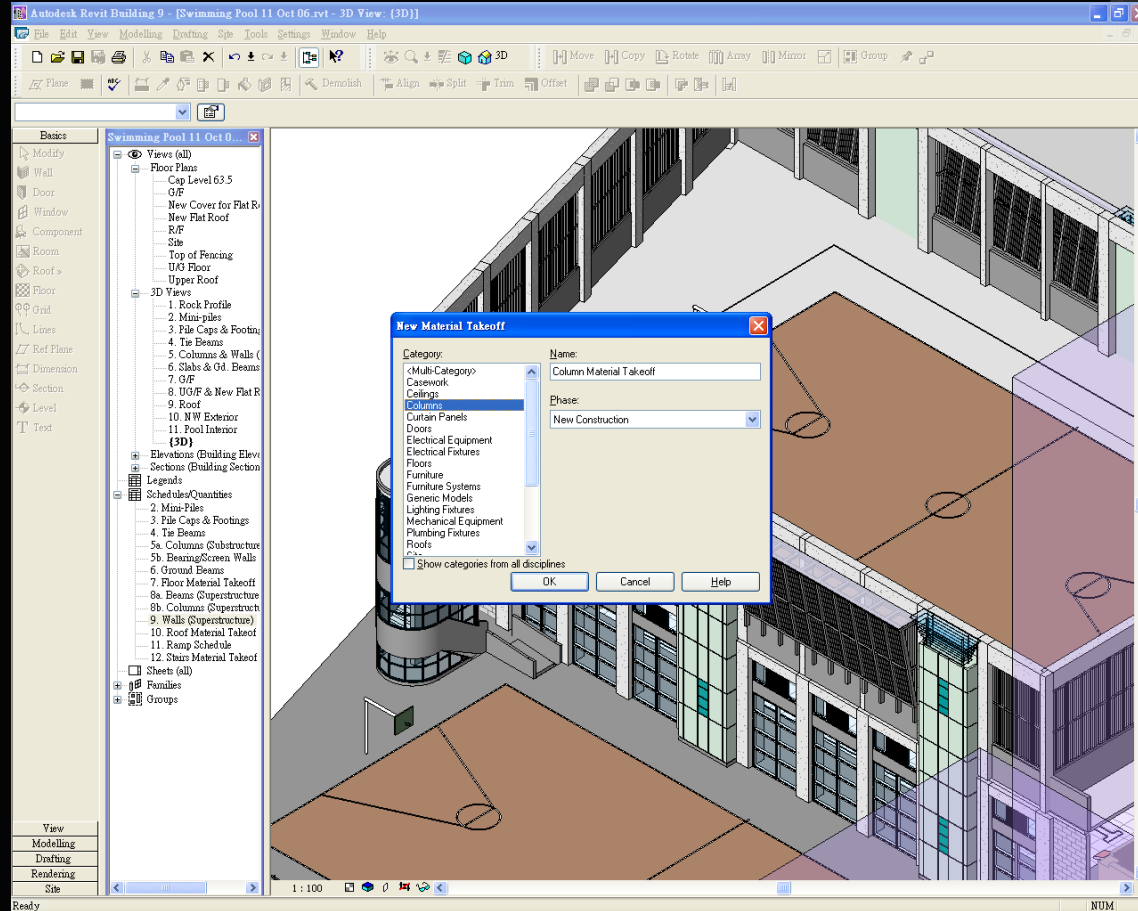 Autodesk Revit Building 9 - [Swimming Pool 11 Oct 06.rvt - 3D View: {3D}]
File Edit View Modelling Drafting Site Tools Settings Window Help
3D Move Copy Rotate Array Mirror Group
Plane Demolish Align Split Trim Offset
Basics
Modify
Wall
Door
Window
Component
Room
Roof »
Floor
Grid
Lines
Ref Plane
Dimension
Section
Level
Text
View
Modelling
Drafting
Rendering
Site
Swimming Pool 11 Oct 0...
Views (all)
Floor Plans
Cap Level 63.5
G/F
New Cover for Flat R
New Flat Roof
R/F
Site
Top of Fencing
U/G Floor
Upper Roof
3D Views
1. Rock Profile
2. Mini-piles
3. Pile Caps & Footing
4. Tie Beams
5. Columns & Walls (
6. Slabs & Gd. Beams
7. G/F
8. UG/F & New Flat R
9. Roof
10. NW Exterior
11. Pool Interior
{3D}
Elevations (Building Eleva
Sections (Building Section
Legends
Schedules/Quantities
2. Mini-Piles
3. Pile Caps & Footings
4. Tie Beams
5a. Columns (Substructure
5b. Bearing/Screen Walls
6. Ground Beams
7. Floor Material Takeoff
8a. Beams (Superstructure
8b. Columns (Superstruct
9. Walls (Superstructure)
10. Roof Material Takeof
11. Ramp Schedule
12. Stairs Material Takeof
Sheets (all)
Families
Groups
New Material Takeoff
Category:
<Multi-Category>
Casework
Ceilings
Columns
Curtain Panels
Doors
Electrical Equipment
Electrical Fixtures
Floors
Furniture
Furniture Systems
Generic Models
Lighting Fixtures
Mechanical Equipment
Plumbing Fixtures
Roofs
Name:
Column Material Takeoff
Phase:
New Construction
Show categories from all disciplines
OK Cancel Help
1 : 100
Ready NUM